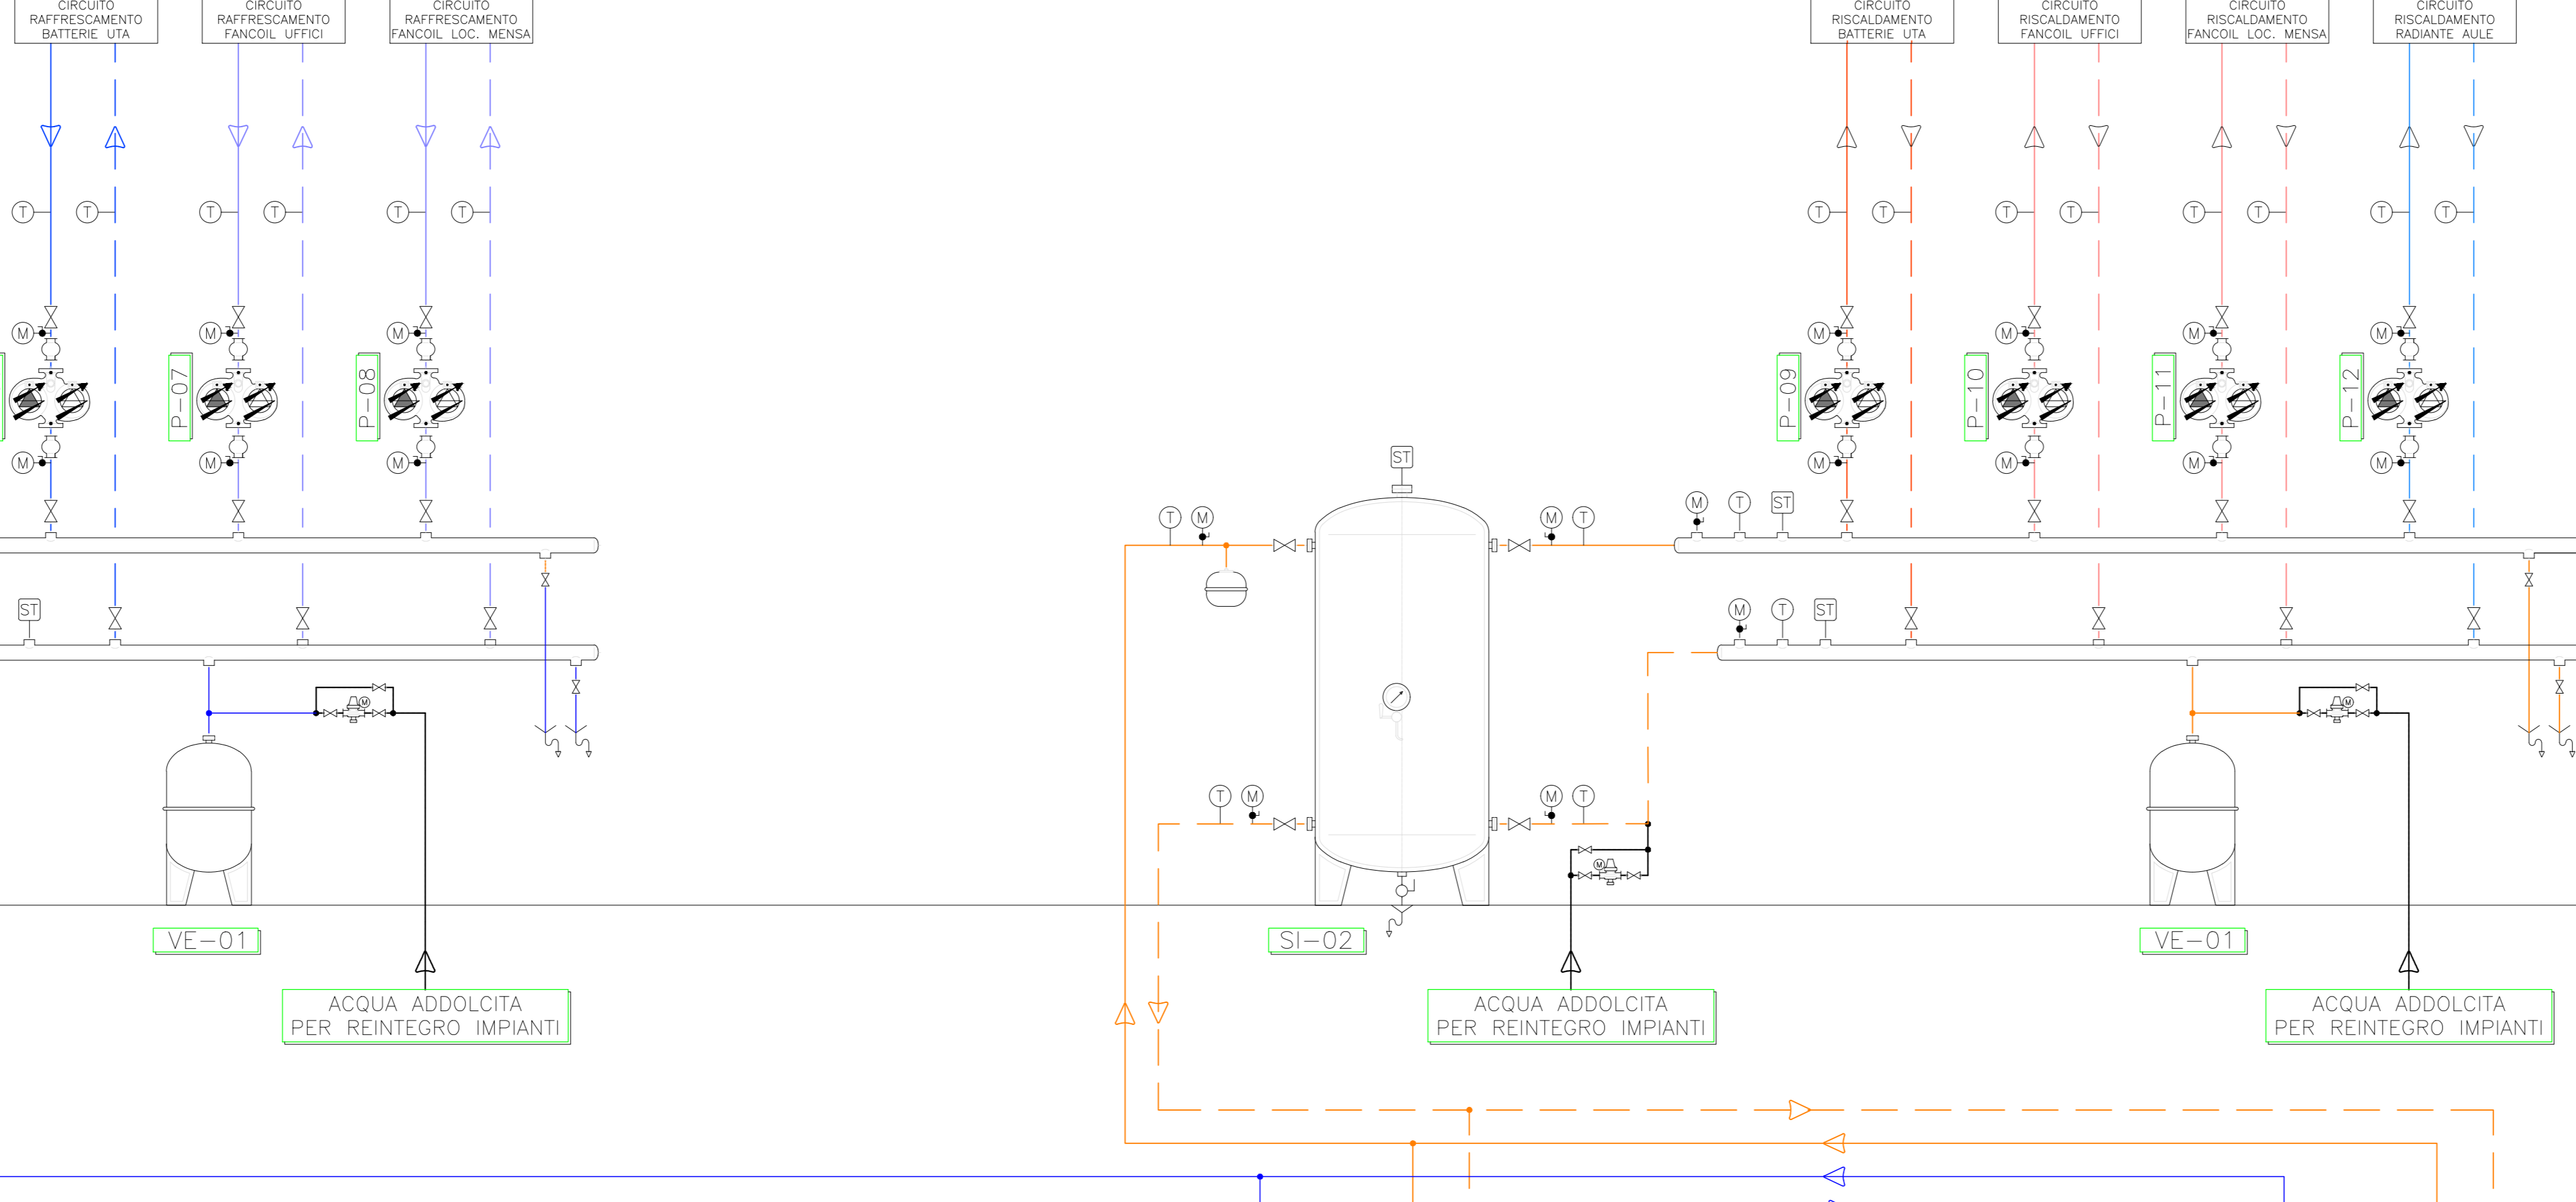 CIRCUITO
RAFFRESCAMENTO
BATTERIE UTA
CIRCUITO
RAFFRESCAMENTO
FANCOIL UFFICI
CIRCUITO
RAFFRESCAMENTO
FANCOIL LOC. MENSA
CIRCUITO
RISCALDAMENTO
BATTERIE UTA
CIRCUITO
RISCALDAMENTO
FANCOIL UFFICI
CIRCUITO
RISCALDAMENTO
FANCOIL LOC. MENSA
CIRCUITO
RISCALDAMENTO
RADIANTE AULE
T T T T T T T T T T T T T T
M M M M M M M
P-07
P-08
P-09
P-10
P-11
P-12
M M M M M M M
ST
T M M T M T ST
ST M T ST
M M
T M M T
M
VE-01
SI-02
VE-01
ACQUA ADDOLCITA
PER REINTEGRO IMPIANTI
ACQUA ADDOLCITA
PER REINTEGRO IMPIANTI
ACQUA ADDOLCITA
PER REINTEGRO IMPIANTI